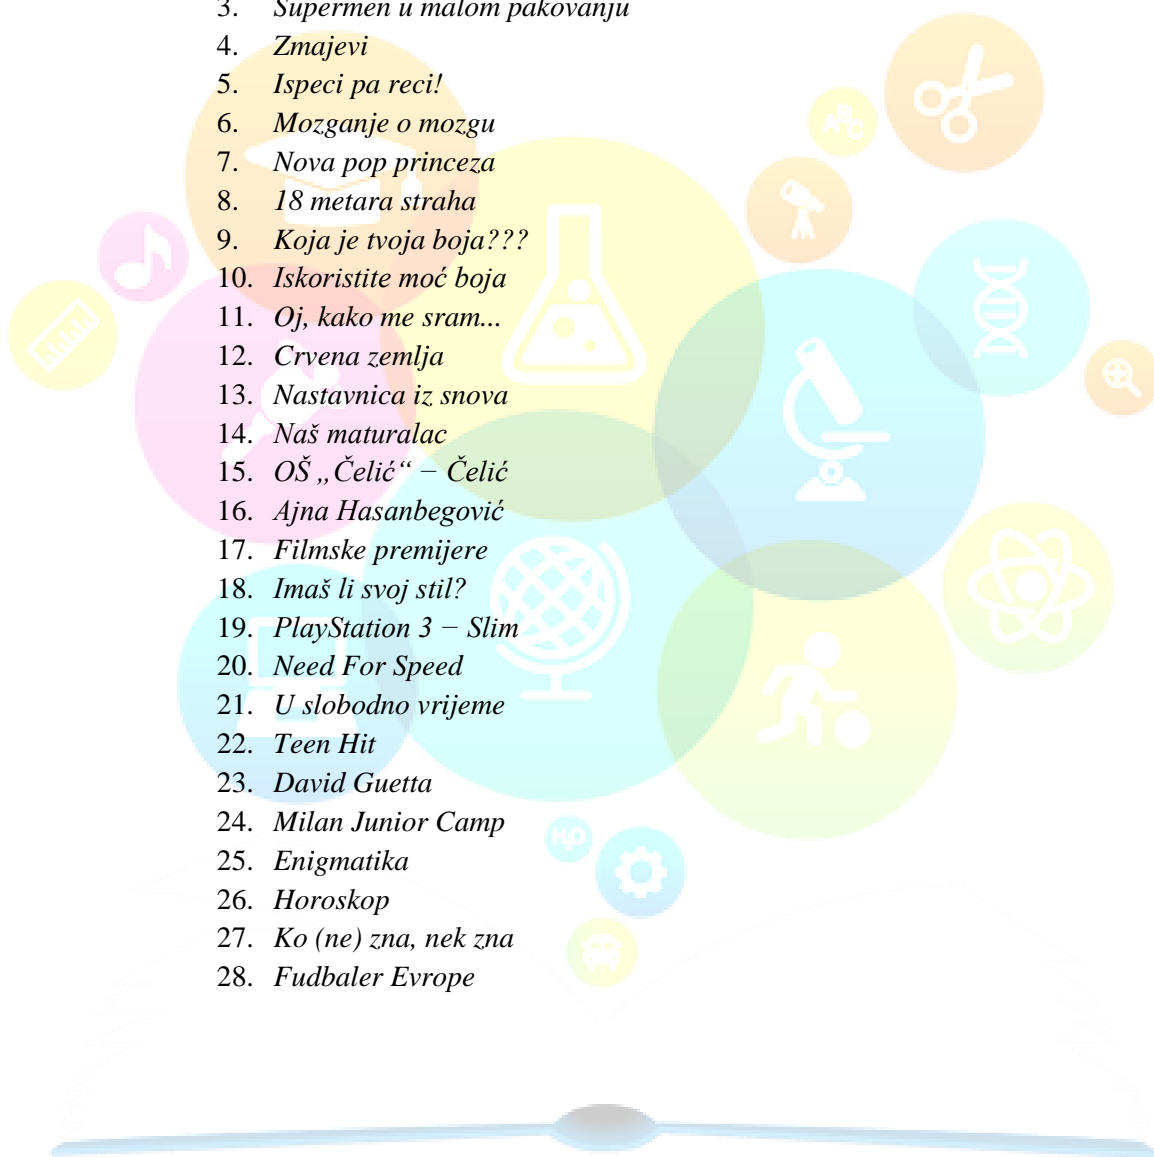 3. Supermen u malom pakovanju
4. Zmajevi
5. Ispeci pa reci!
6. Mozganje o mozgu
7. Nova pop princeza
8. 18 metara straha
9. Koja je tvoja boja???
10. Iskoristite moć boja
11. Oj, kako me sram...
12. Crvena zemlja
13. Nastavnica iz snova
14. Naš maturalac
15. OŠ „Čelić“ − Čelić
16. Ajna Hasanbegović
17. Filmske premijere
18. Imaš li svoj stil?
19. PlayStation 3 − Slim
20. Need For Speed
21. U slobodno vrijeme
22. Teen Hit
23. David Guetta
24. Milan Junior Camp
25. Enigmatika
26. Horoskop
27. Ko (ne) zna, nek zna
28. Fudbaler Evrope
ABC
H₂O